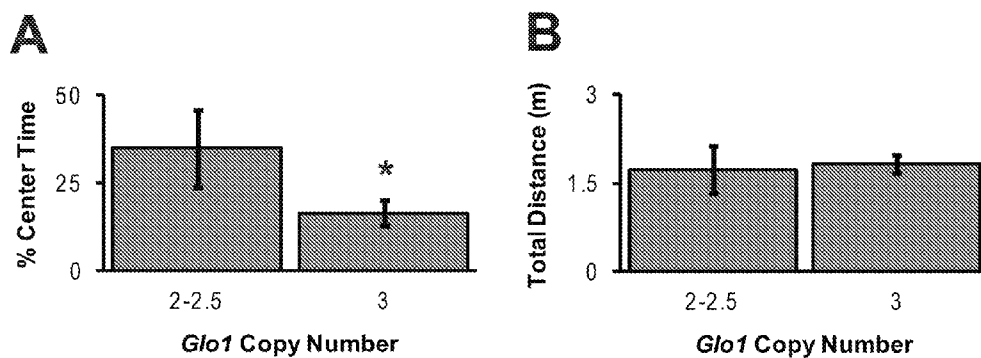 A
B
% Center Time
50
25
0
*
2-2.5
3
Glo1 Copy Number
Total Distance (m)
3
1.5
0
2-2.5
3
Glo1 Copy Number